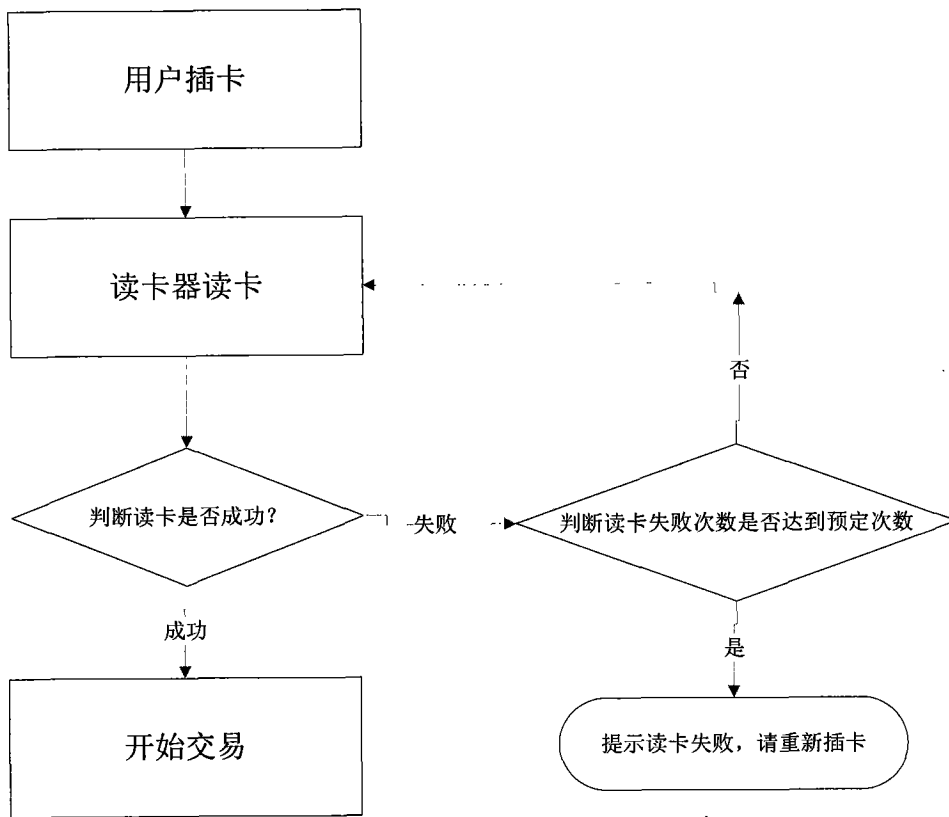 用户插卡
读卡器读卡
否
判断读卡是否成功？
失败
判断读卡失败次数是否达到预定次数
成功
是
开始交易
提示读卡失败，请重新插卡